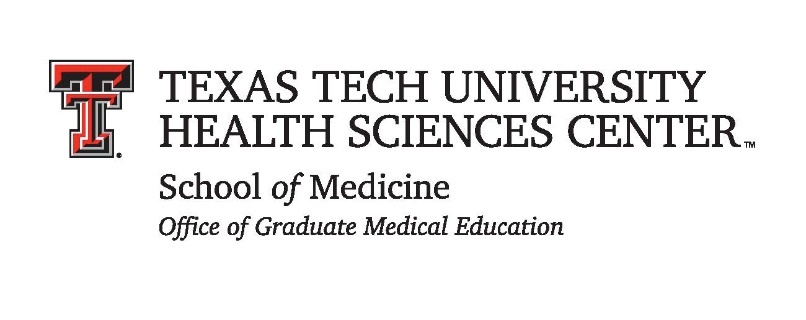 TEXAS TECH UNIVERSITY
HEALTH SCIENCES CENTER™
School of Medicine
Office of Graduate Medical Education